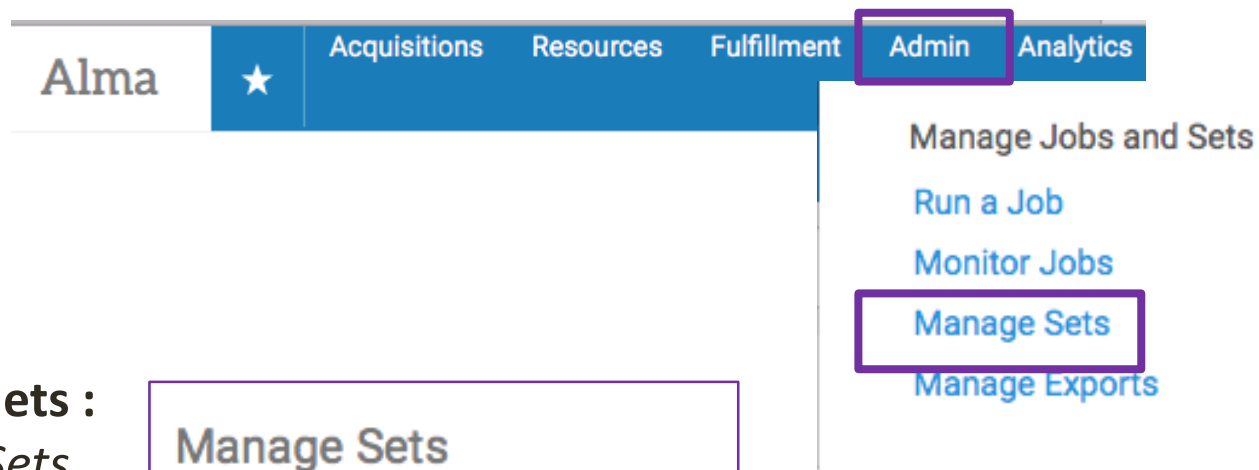 Alma ★ Acquisitions Resources Fulfillment Admin Analytics
Manage Jobs and Sets
Run a Job
Monitor Jobs
Manage Sets
Manage Exports
ets :
Sets
Manage Sets